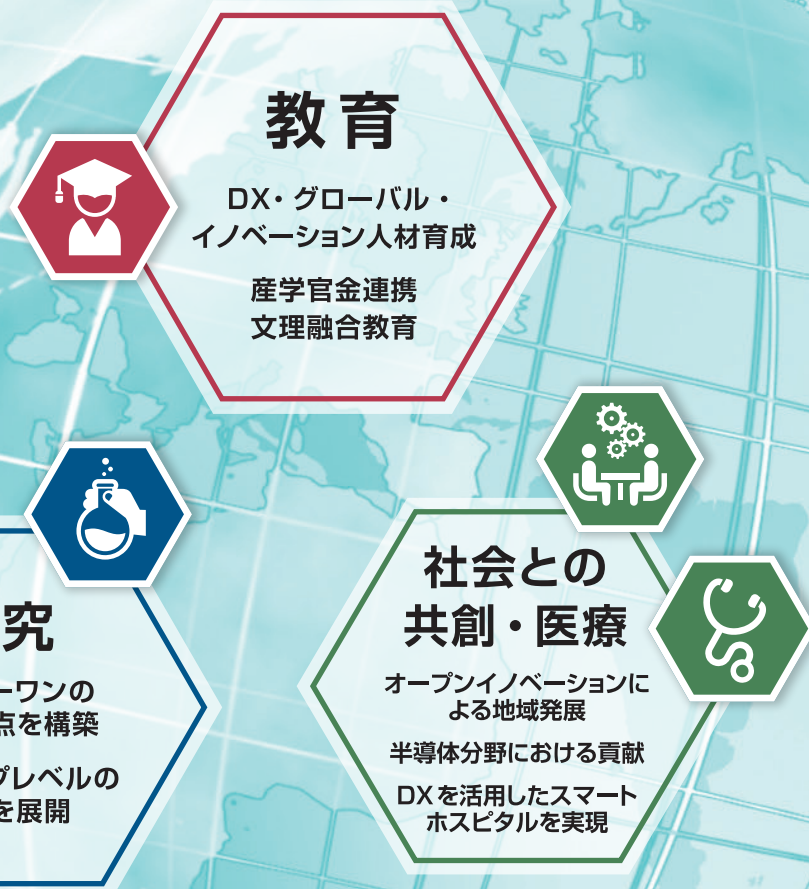 教育
DX・グローバル・
イノベーション人材育成
産学官金連携
文理融合教育
究
ーワンの
点を構築
プレベルの
を展開
社会との
共創・医療
オープンイノベーションに
よる地域発展
半導体分野における貢献
DXを活用したスマート
ホスピタルを実現